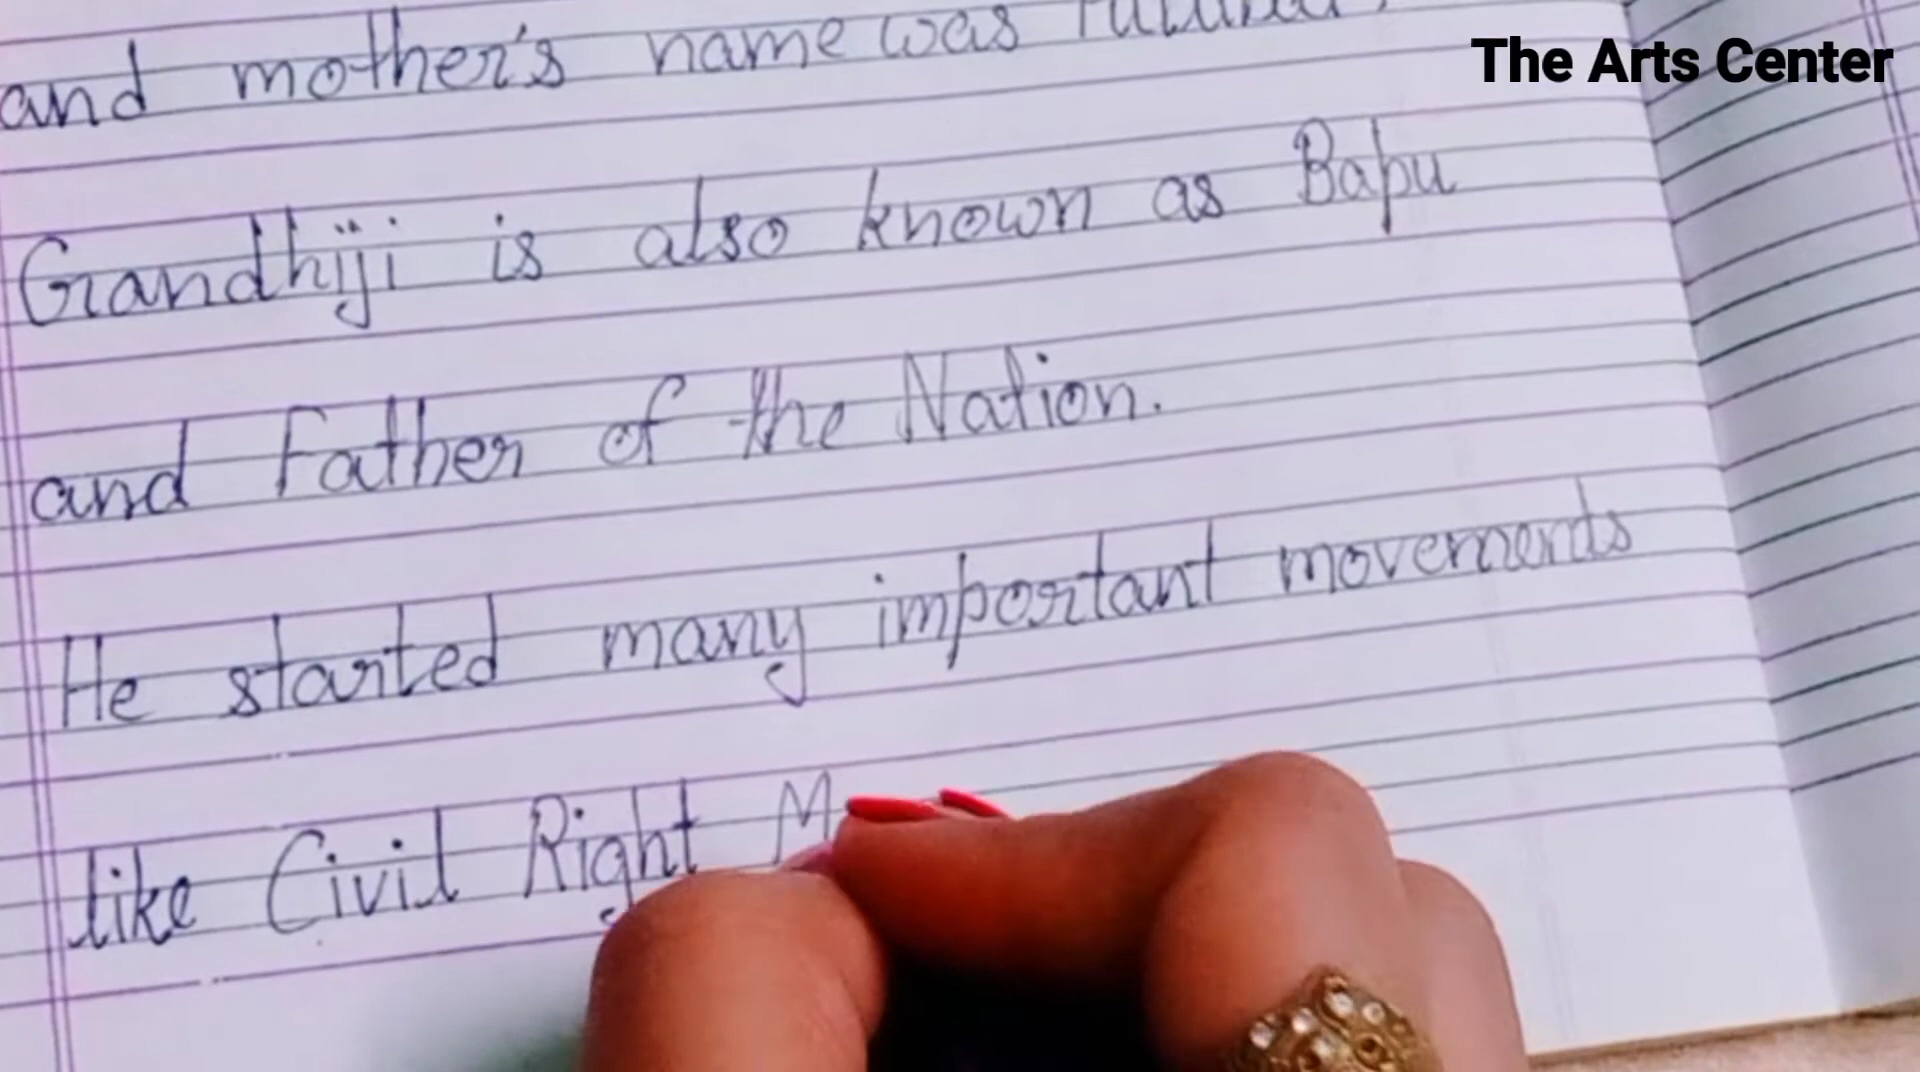 and mother's name was
The Arts Center
Gandhiji is also known as Bapu
and Father of the Nation.
He started many important movements
like Civil Right M